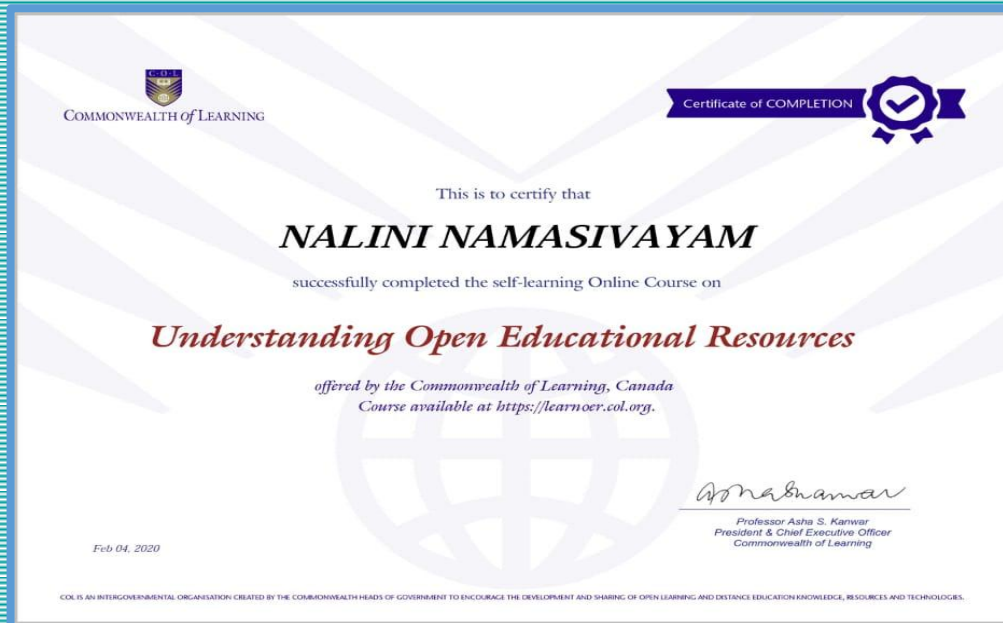 C·O·L
COMMONWEALTH of LEARNING
Certificate of COMPLETION
This is to certify that
NALINI NAMASIVAYAM
successfully completed the self-learning Online Course on
Understanding Open Educational Resources
offered by the Commonwealth of Learning, Canada
Course available at https://learnoer.col.org.
Professor Asha S. Kanwar
President & Chief Executive Officer
Commonwealth of Learning
Feb 04, 2020
COL IS AN INTERGOVERNMENTAL ORGANISATION CREATED BY THE COMMONWEALTH HEADS OF GOVERNMENT TO ENCOURAGE THE DEVELOPMENT AND SHARING OF OPEN LEARNING AND DISTANCE EDUCATION KNOWLEDGE, RESOURCES AND TECHNOLOGIES.